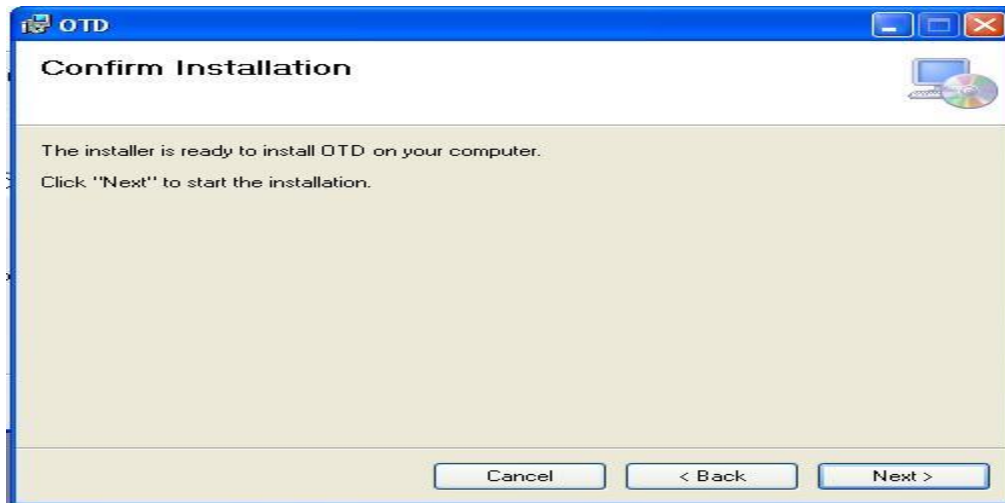 OTD
Confirm Installation
The installer is ready to install OTD on your computer.
Click "Next" to start the installation.
Cancel
< Back
Next >